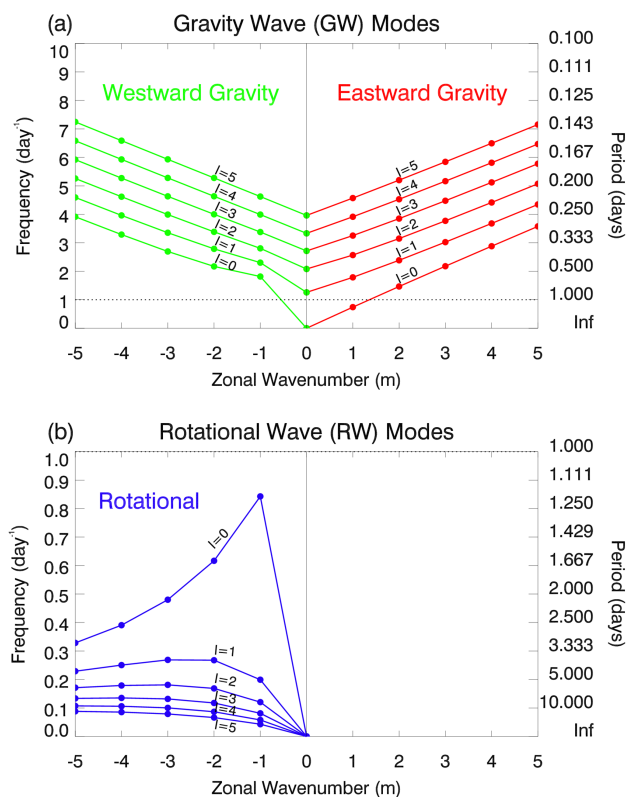 (a) Gravity Wave (GW) Modes
Westward Gravity
Eastward Gravity
Frequency (day⁻¹)
10
9
8
7
6
5
4
3
2
1
0
0.100
0.111
0.125
0.143
0.167
0.200
0.250
0.333
0.500
1.000
Inf
Period (days)
l=5
l=4
l=3
l=2
l=1
l=0
l=5
l=4
l=3
l=2
l=1
l=0
-5 -4 -3 -2 -1 0 1 2 3 4 5
Zonal Wavenumber (m)
(b) Rotational Wave (RW) Modes
Rotational
Frequency (day⁻¹)
1.0
0.9
0.8
0.7
0.6
0.5
0.4
0.3
0.2
0.1
0.0
1.000
1.111
1.250
1.429
1.667
2.000
2.500
3.333
5.000
10.000
Inf
Period (days)
l=0
l=1
l=2
l=3
l=4
l=5
-5 -4 -3 -2 -1 0 1 2 3 4 5
Zonal Wavenumber (m)